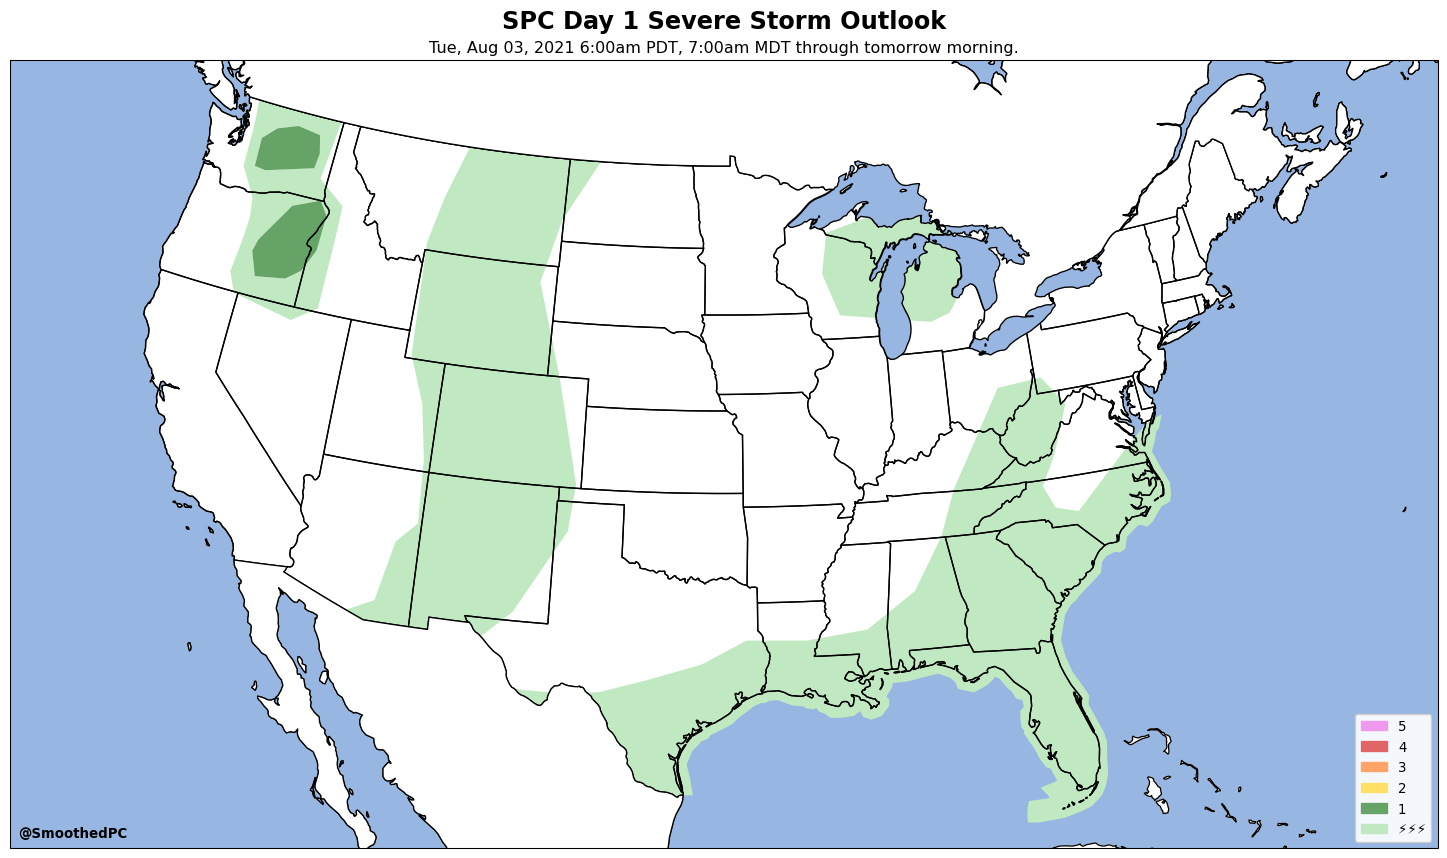 SPC Day 1 Severe Storm Outlook
Tue, Aug 03, 2021 6:00am PDT, 7:00am MDT through tomorrow morning.
5
4
3
2
1
⚡⚡⚡
@SmoothedPC